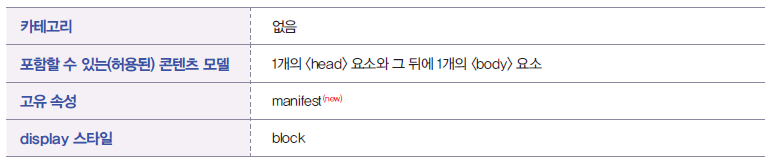 카테고리 없음
포함할 수 있는(허용된) 콘텐츠 모델 1개의 〈head〉 요소와 그 뒤에 1개의 〈body〉 요소
고유 속성 manifest(new)
display 스타일 block